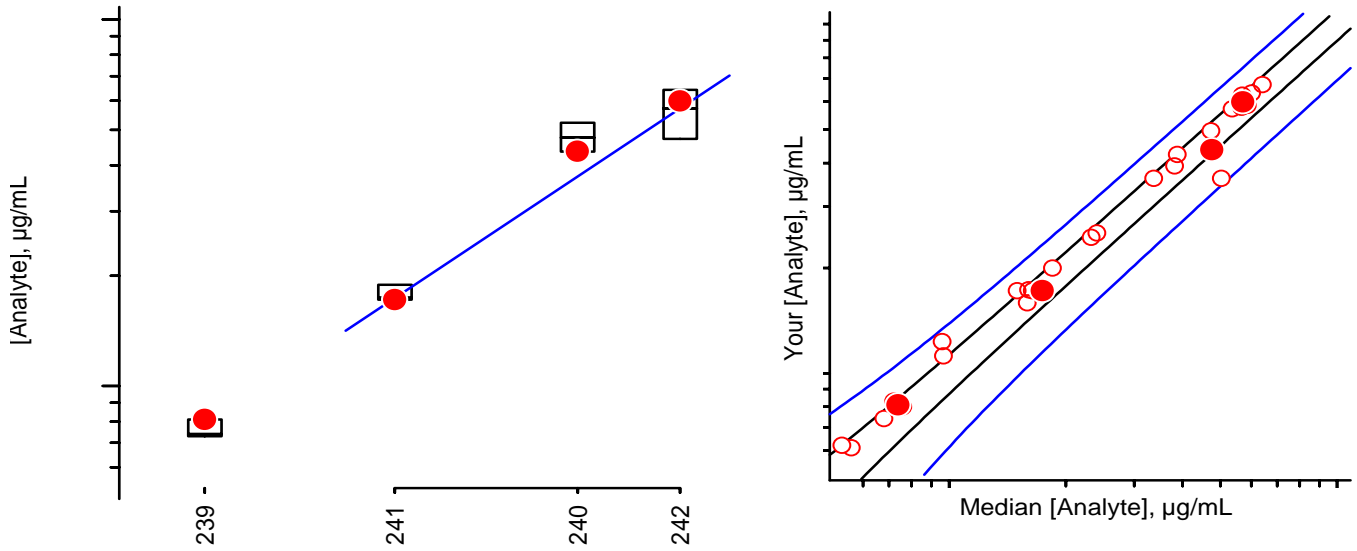 [Analyte], µg/mL
239
241
240
242
Your [Analyte], µg/mL
Median [Analyte], µg/mL